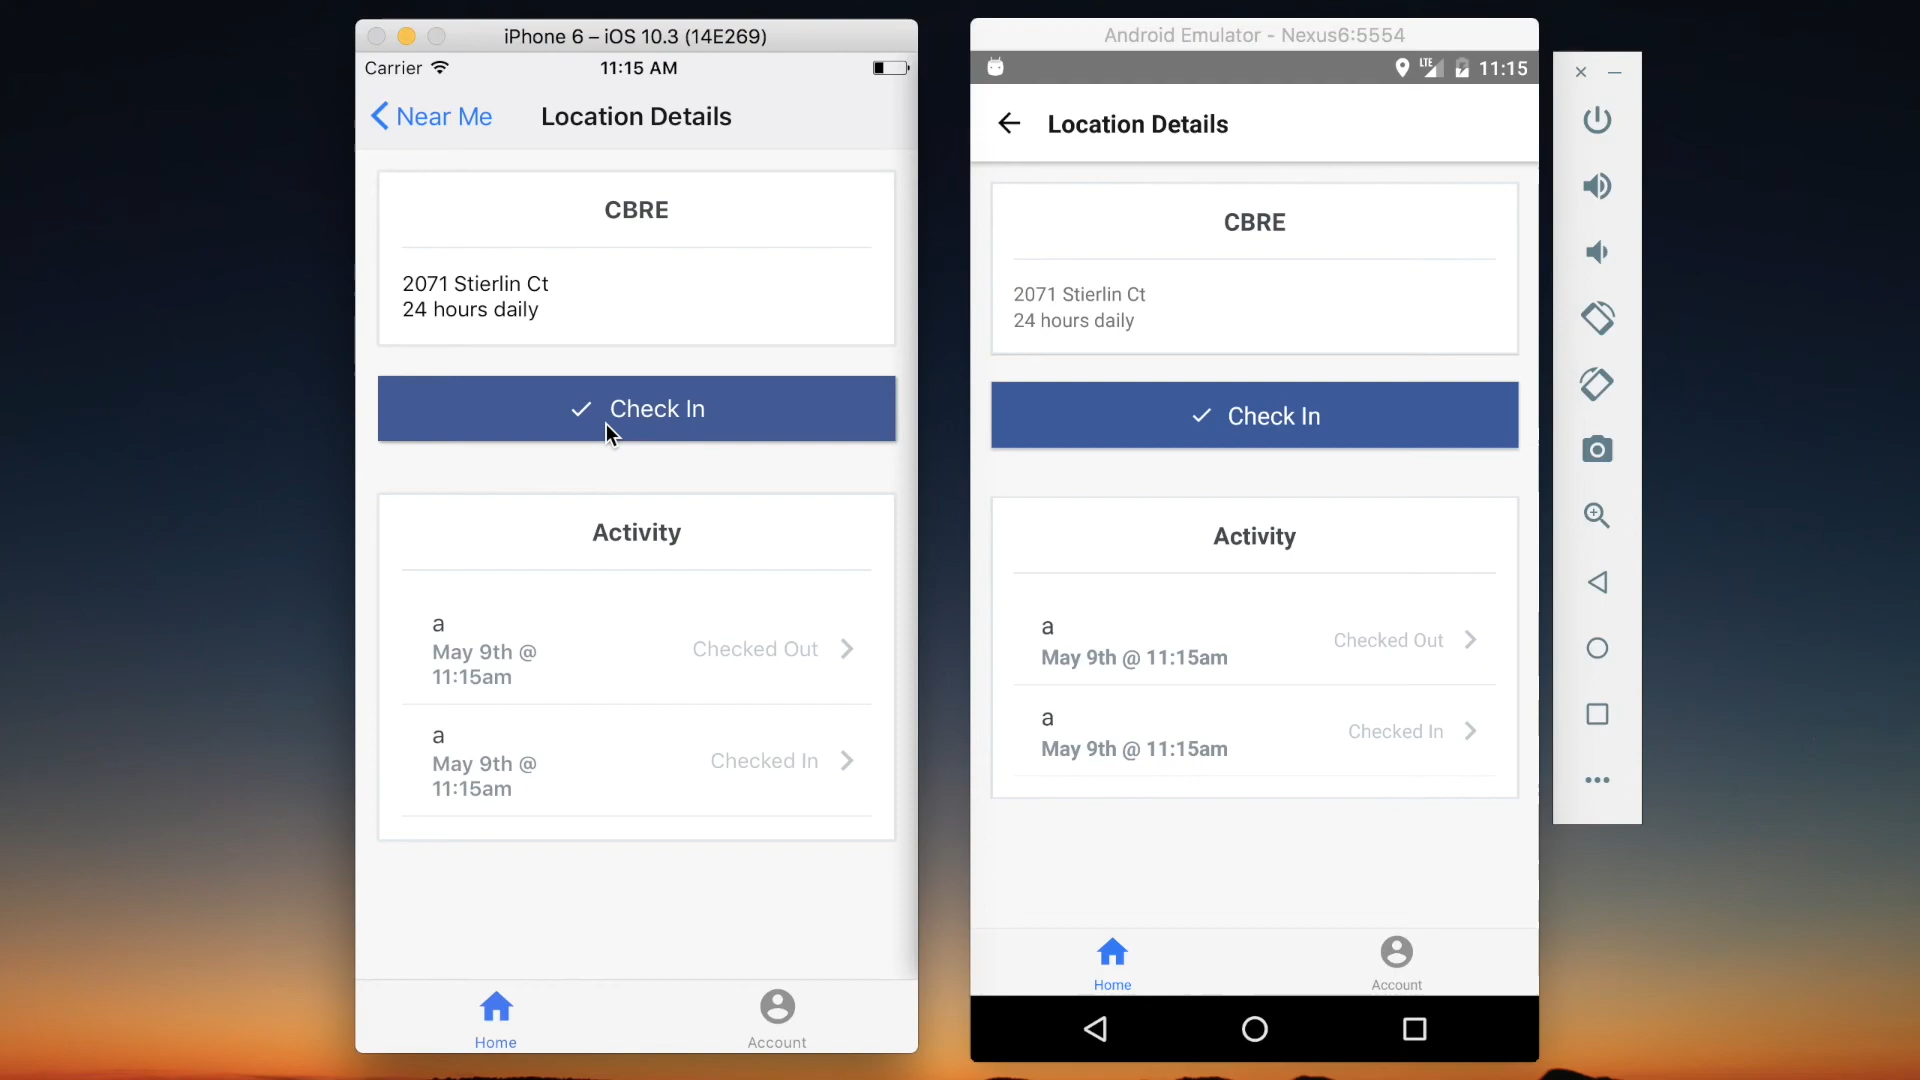 iPhone 6 – iOS 10.3 (14E269)
Carrier
11:15 AM
Near Me
Location Details
CBRE
2071 Stierlin Ct
24 hours daily
Check In
Activity
a
May 9th @
11:15am
Checked Out
a
May 9th @
11:15am
Checked In
Home
Account
Android Emulator - Nexus6:5554
LTE
11:15
Location Details
CBRE
2071 Stierlin Ct
24 hours daily
Check In
Activity
a
May 9th @ 11:15am
Checked Out
a
May 9th @ 11:15am
Checked In
Home
Account